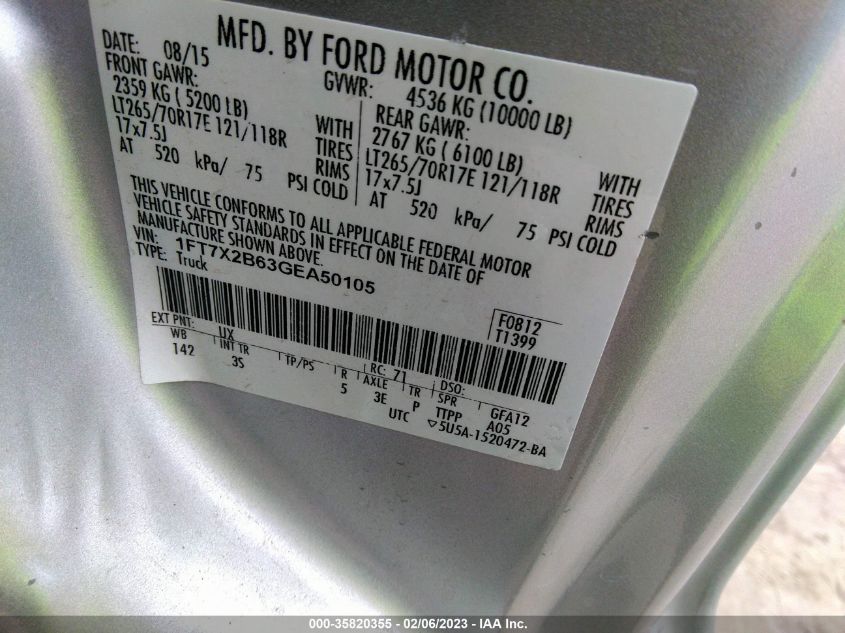 MFD. BY FORD MOTOR CO.
DATE: 08/15 GVWR: 4536 KG (10000 LB)
FRONT GAWR: REAR GAWR:
2359 KG ( 5200 LB) WITH 2767 KG ( 6100 LB) WITH
LT265/70R17E 121/118R TIRES LT265/70R17E 121/118R TIRES
17x7.5J RIMS 17x7.5J RIMS
AT 520 kPa/ 75 PSI COLD AT 520 kPa/ 75 PSI COLD
THIS VEHICLE CONFORMS TO ALL APPLICABLE FEDERAL MOTOR
VEHICLE SAFETY STANDARDS IN EFFECT ON THE DATE OF
MANUFACTURE SHOWN ABOVE.
VIN: 1FT7X2B63GEA50105
TYPE: Truck
F0812
T1399
EXT PNT: UX RC: 71 DSO:
WB INT TR TP/PS R AXLE TR SPR GFA12
142 3S 5 3E P TTPP A05
UTC ▽5U5A-1520472-BA
000-35820355 - 02/06/2023 - IAA Inc.